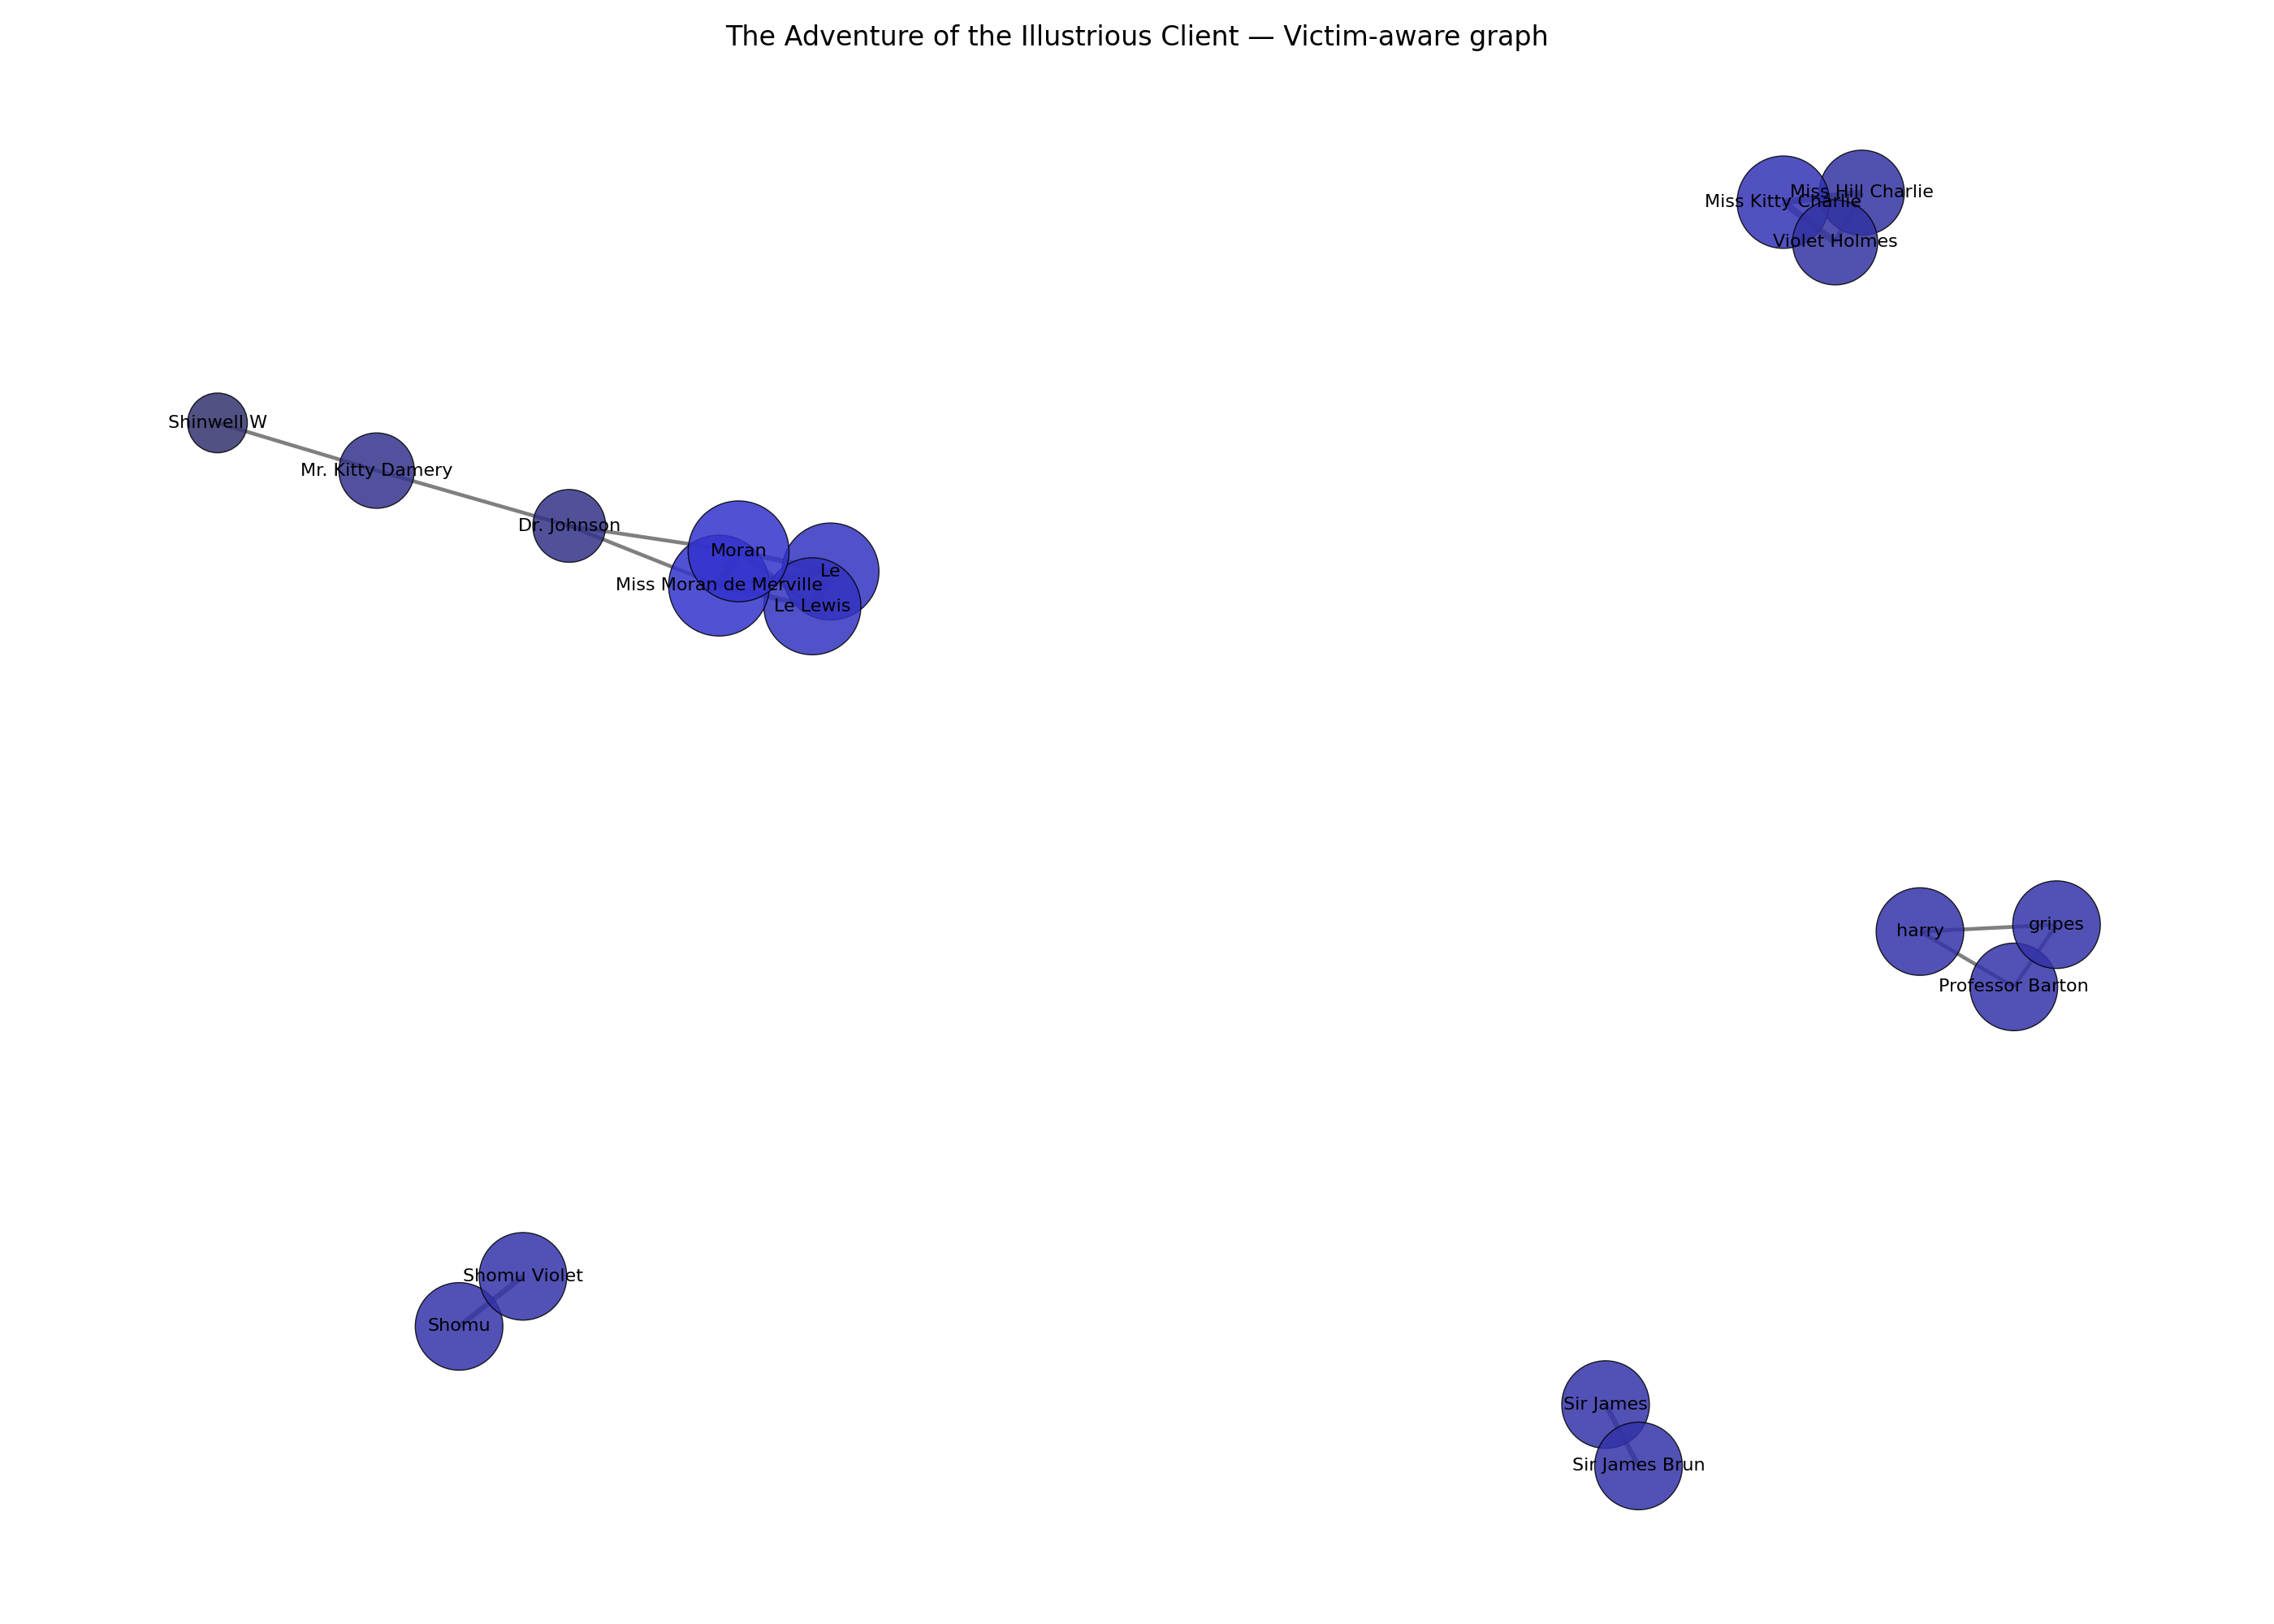 The Adventure of the Illustrious Client — Victim-aware graph
Miss Hill Charlie
Miss Kitty Charlie
Violet Holmes
Shinwell W
Mr. Kitty Damery
Dr. Johnson
Moran
Le
Miss Moran de Merville
Le Lewis
gripes
harry
Professor Barton
Shomu Violet
Shomu
Sir James
Sir James Brun